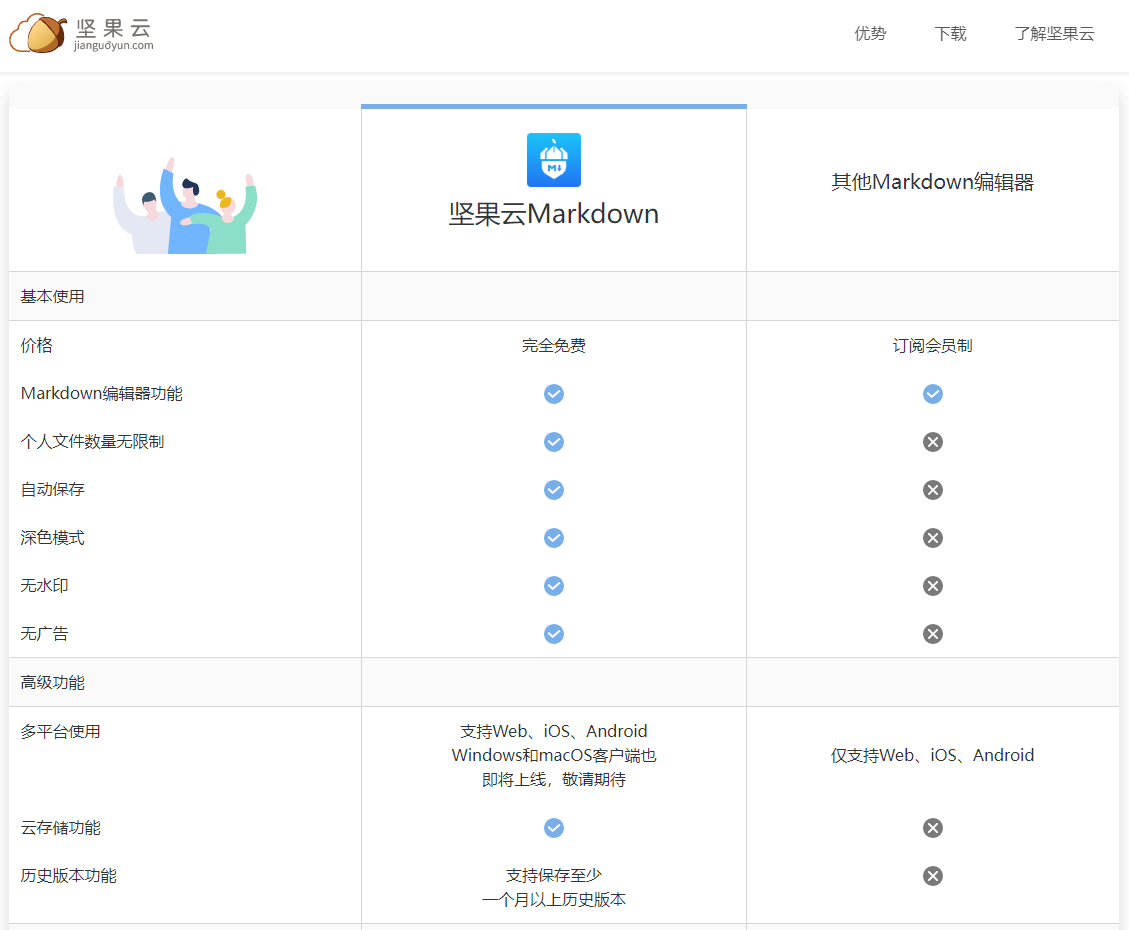 坚果云
jianguoyun.com
优势
下载
了解坚果云
M↓
坚果云Markdown
其他Markdown编辑器
基本使用
价格
完全免费
订阅会员制
Markdown编辑器功能
个人文件数量无限制
自动保存
深色模式
无水印
无广告
高级功能
多平台使用
支持Web、iOS、Android
Windows和macOS客户端也
即将上线，敬请期待
仅支持Web、iOS、Android
云存储功能
历史版本功能
支持保存至少
一个月以上历史版本